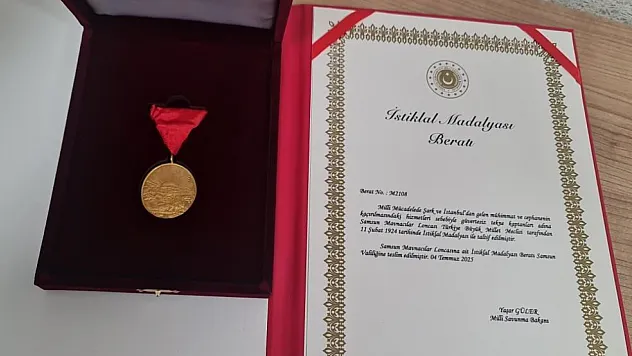 İstiklal Madalyası
Beratı
Berat No. : M2108
Milli Mücadelede Şark ve İstanbul'dan gelen mühimmat ve cephanenin
kaçırılmasındaki hizmetleri sebebiyle güvertesiz tekne kaptanları adına
Samsun Mavnacılar Loncası Türkiye Büyük Millet Meclisi tarafından
11 Şubat 1924 tarihinde İstiklal Madalyası ile taltif edilmiştir.
Samsun Mavnacılar Loncasına ait İstiklal Madalyası Beratı Samsun
Valiliğine teslim edilmiştir. 04 Temmuz 2025
Yaşar GÜLER
Milli Savunma Bakanı